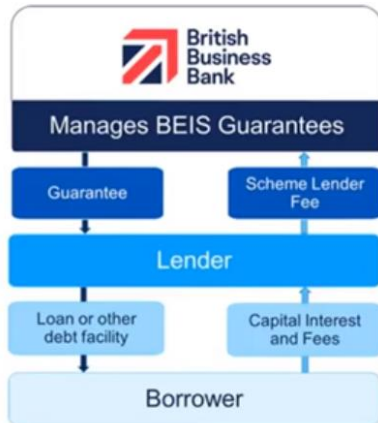 British
Business
Bank
Manages BEIS Guarantees
Guarantee
Scheme Lender
Fee
Lender
Loan or other
debt facility
Capital Interest
and Fees
Borrower